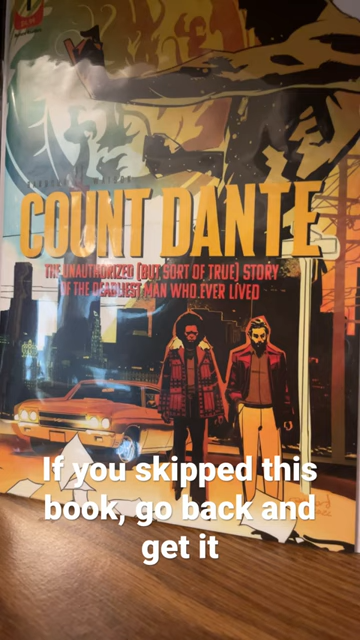 COUNT DANTE
THE UNAUTHORIZED (BUT SORT OF TRUE) STORY
OF THE DEADLIEST MAN WHO EVER LIVED
If you skipped this
book, go back and
get it